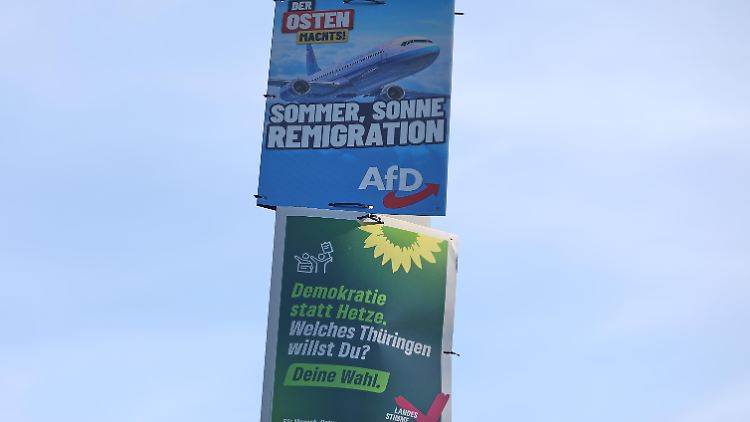 DER
OSTEN
MACHTS!
SOMMER, SONNE
REMIGRATION
AfD
Demokratie
statt Hetze.
Welches Thüringen
willst Du?
Deine Wahl.
LANDES
STIMME